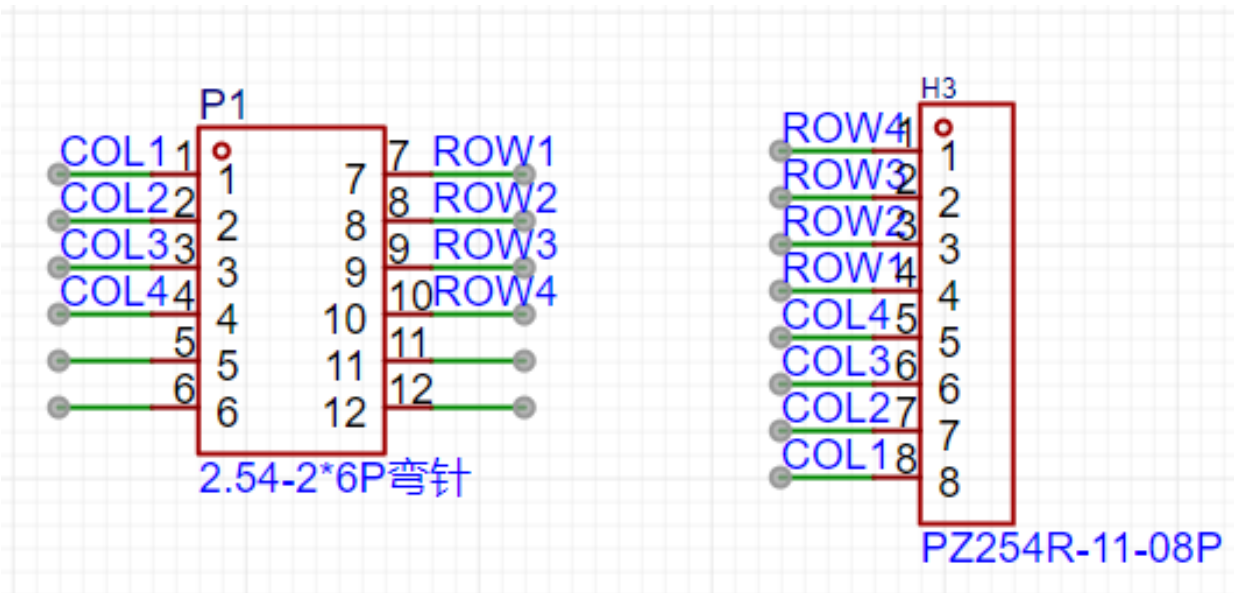 P1
COL1 1 1 7 7 ROW1
COL2 2 2 8 8 ROW2
COL3 3 3 9 9 ROW3
COL4 4 4 10 10 ROW4
5 5 11 11
6 6 12 12
2.54-2*6P弯针
H3
ROW4 1 1
ROW3 2 2
ROW2 3 3
ROW1 4 4
COL4 5 5
COL3 6 6
COL2 7 7
COL1 8 8
PZ254R-11-08P